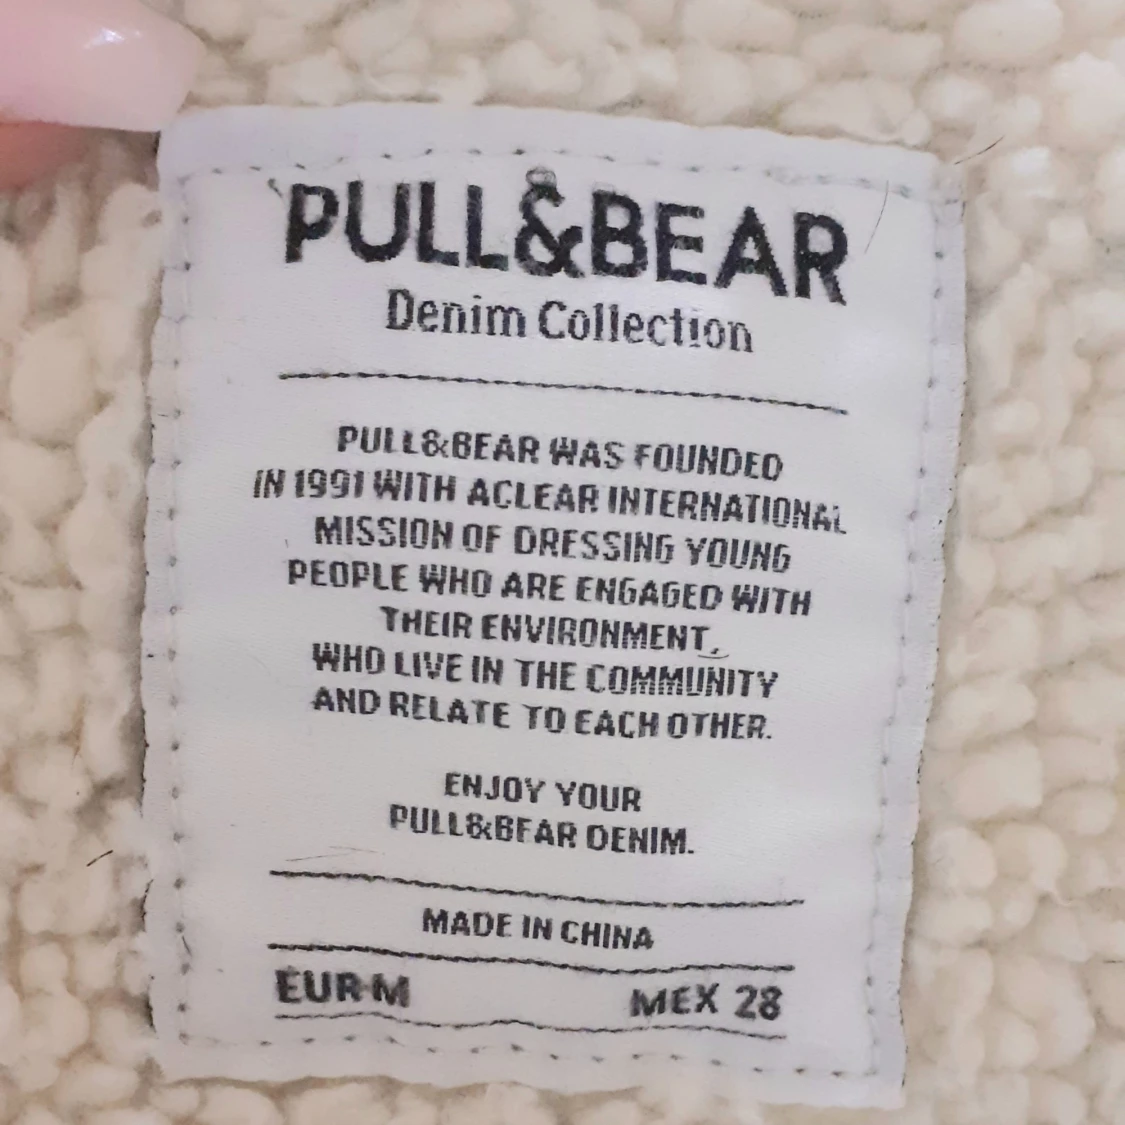 PULL&BEAR
Denim Collection
PULL&BEAR WAS FOUNDED
IN 1991 WITH ACLEAR INTERNATIONAL
MISSION OF DRESSING YOUNG
PEOPLE WHO ARE ENGAGED WITH
THEIR ENVIRONMENT,
WHO LIVE IN THE COMMUNITY
AND RELATE TO EACH OTHER.
ENJOY YOUR
PULL&BEAR DENIM.
MADE IN CHINA
EUR M MEX 28